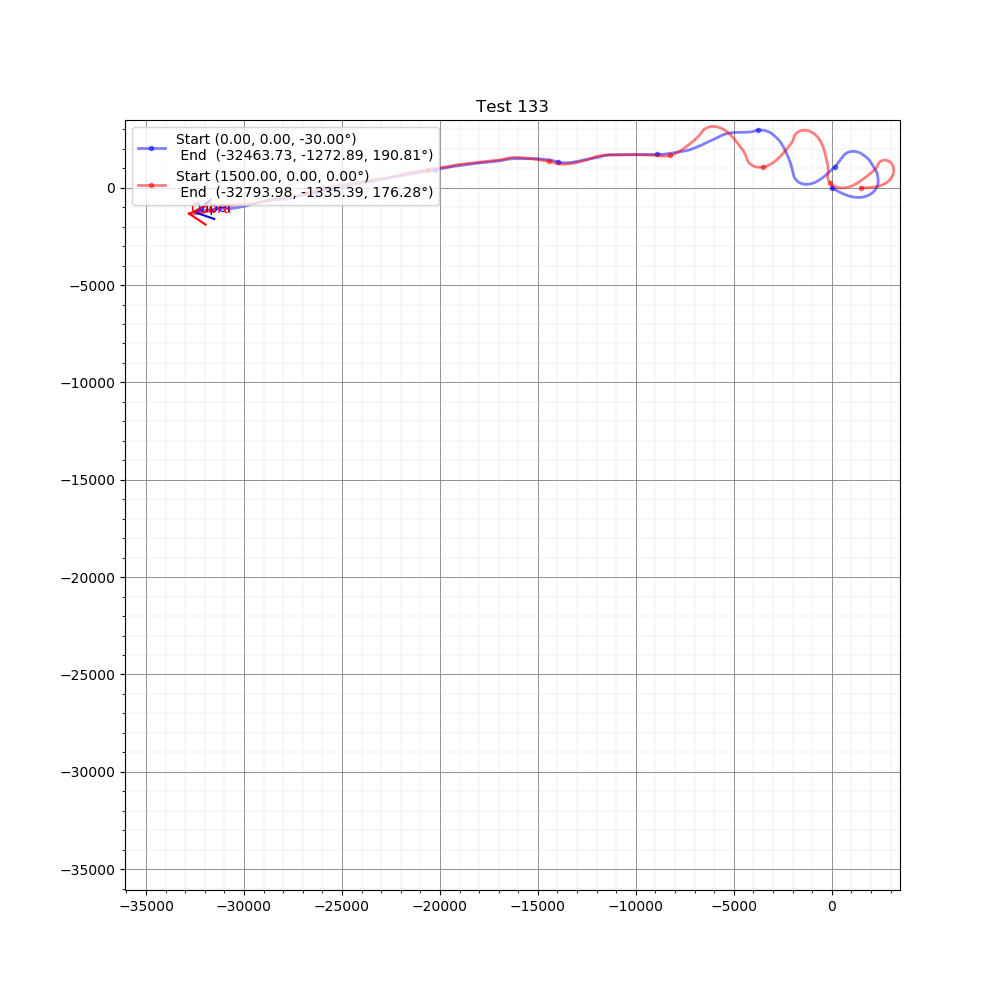 Test 133
Start (0.00, 0.00, -30.00°)
End (-32463.73, -1272.89, 190.81°)
Start (1500.00, 0.00, 0.00°)
End (-32793.98, -1335.39, 176.28°)
0
−5000
−10000
−15000
−20000
−25000
−30000
−35000
−35000 −30000 −25000 −20000 −15000 −10000 −5000 0